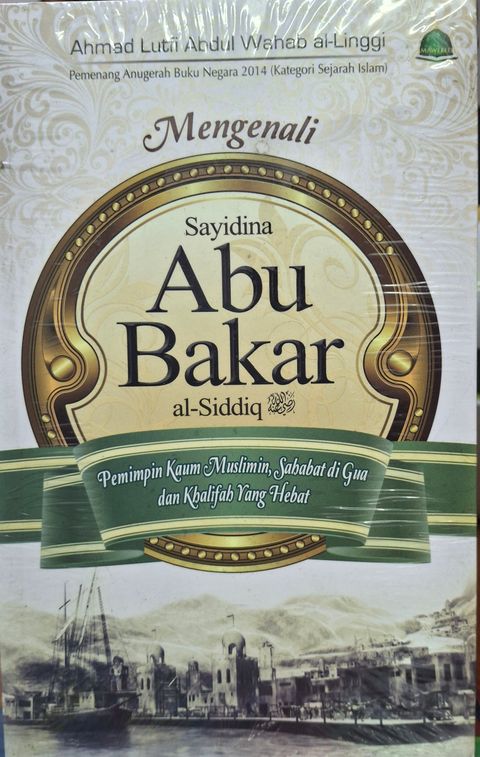 Ahmad Lutfi Abdul Wahab al-Linggi
Pemenang Anugerah Buku Negara 2014 (Kategori Sejarah Islam)
Mengenali
Sayidina
Abu
Bakar
al-Siddiq
Pemimpin Kaum Muslimin, Sahabat di Gua
dan Khalifah Yang Hebat